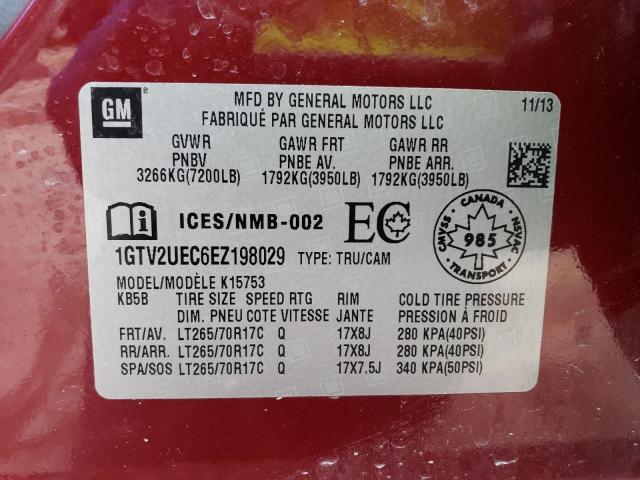 GM
MFD BY GENERAL MOTORS LLC 11/13
FABRIQUÉ PAR GENERAL MOTORS LLC
GVWR GAWR FRT GAWR RR
PNBV PNBE AV. PNBE ARR.
3266KG(7200LB) 1792KG(3950LB) 1792KG(3950LB)
i ICES/NMB-002 EC
CANADA
CMVSS 985 NSVAC
TRANSPORT
1GTV2UEC6EZ198029 TYPE: TRU/CAM
MODEL/MODÈLE K15753
KB5B TIRE SIZE SPEED RTG RIM COLD TIRE PRESSURE
DIM. PNEU COTE VITESSE JANTE PRESSION À FROID
FRT/AV. LT265/70R17C Q 17X8J 280 KPA(40PSI)
RR/ARR. LT265/70R17C Q 17X8J 280 KPA(40PSI)
SPA/SOS LT265/70R17C Q 17X7.5J 340 KPA(50PSI)